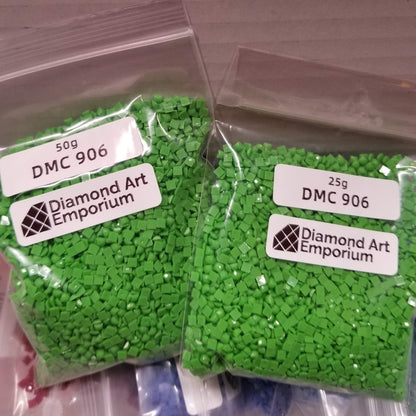 50g
DMC 906
Diamond Art
Emporium
25g
DMC 906
Diamond Art
Emporium